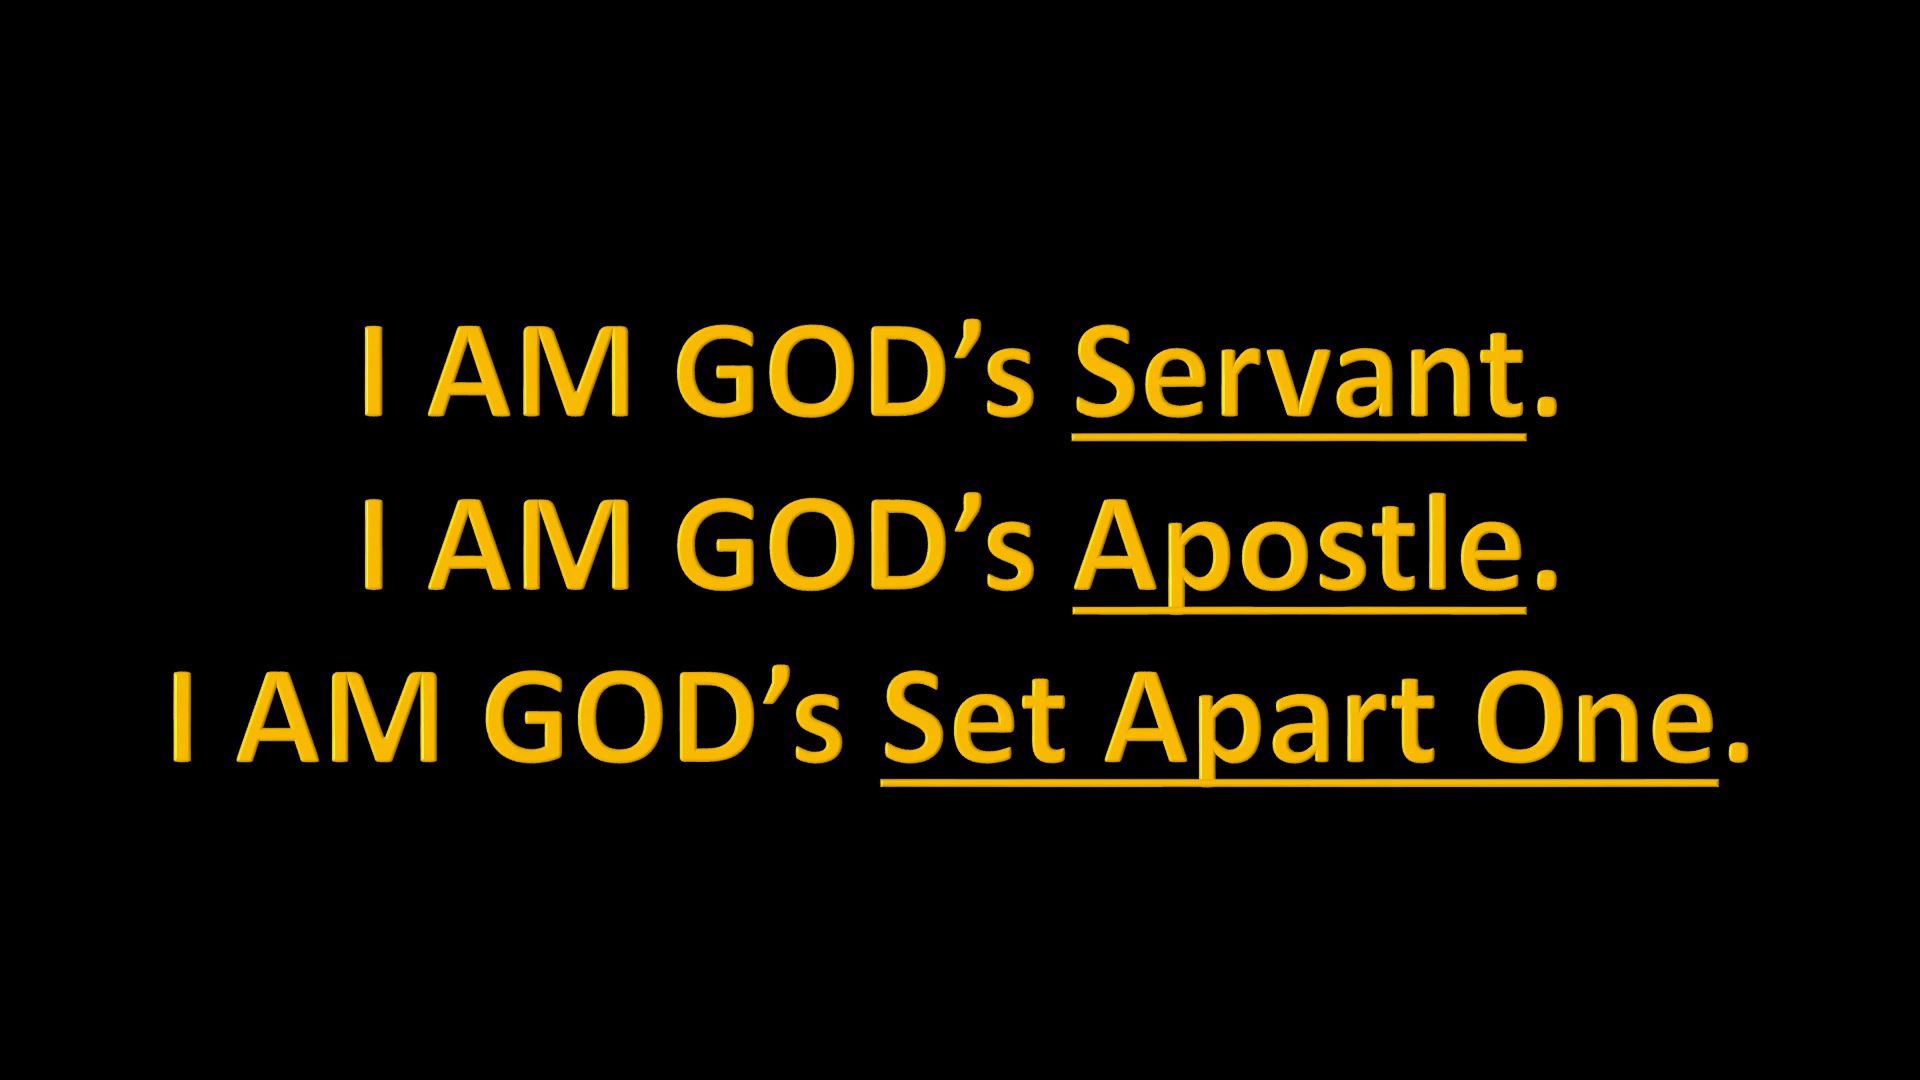 I AM GOD’s Servant.
I AM GOD’s Apostle.
I AM GOD’s Set Apart One.